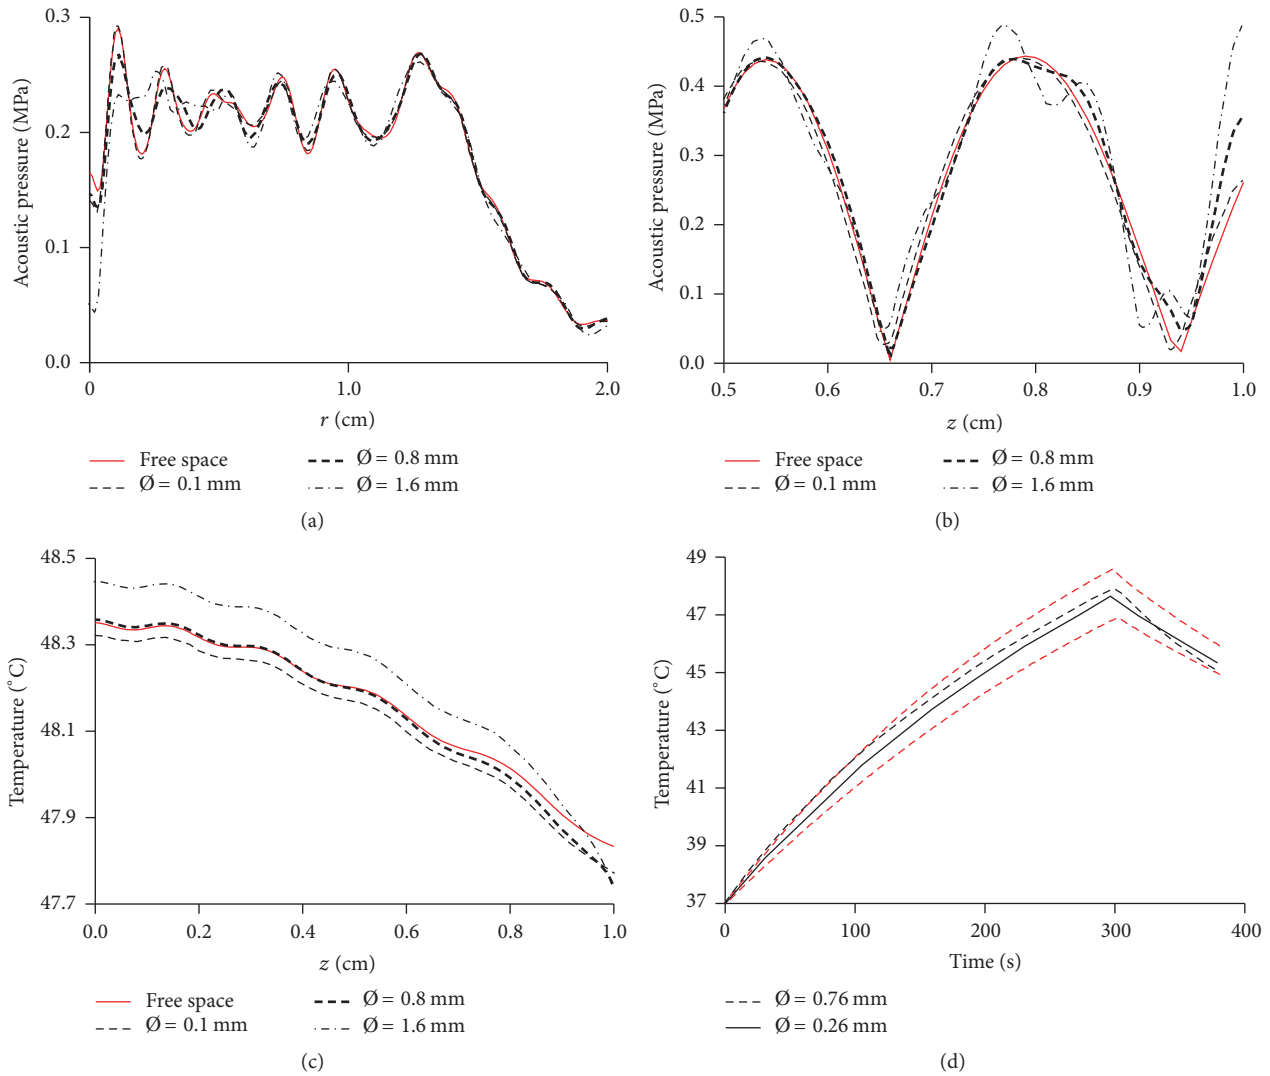 0.3
0.2
0.1
0.0
Acoustic pressure (MPa)
0 1.0 2.0
r (cm)
Free space
Ø = 0.1 mm
Ø = 0.8 mm
Ø = 1.6 mm
(a)
0.5
0.4
0.3
0.2
0.1
0.0
Acoustic pressure (MPa)
0.5 0.6 0.7 0.8 0.9 1.0
z (cm)
Free space
Ø = 0.1 mm
Ø = 0.8 mm
Ø = 1.6 mm
(b)
48.5
48.3
48.1
47.9
47.7
Temperature (°C)
0.0 0.2 0.4 0.6 0.8 1.0
z (cm)
Free space
Ø = 0.1 mm
Ø = 0.8 mm
Ø = 1.6 mm
(c)
49
47
45
43
41
39
37
Temperature (°C)
0 100 200 300 400
Time (s)
Ø = 0.76 mm
Ø = 0.26 mm
(d)